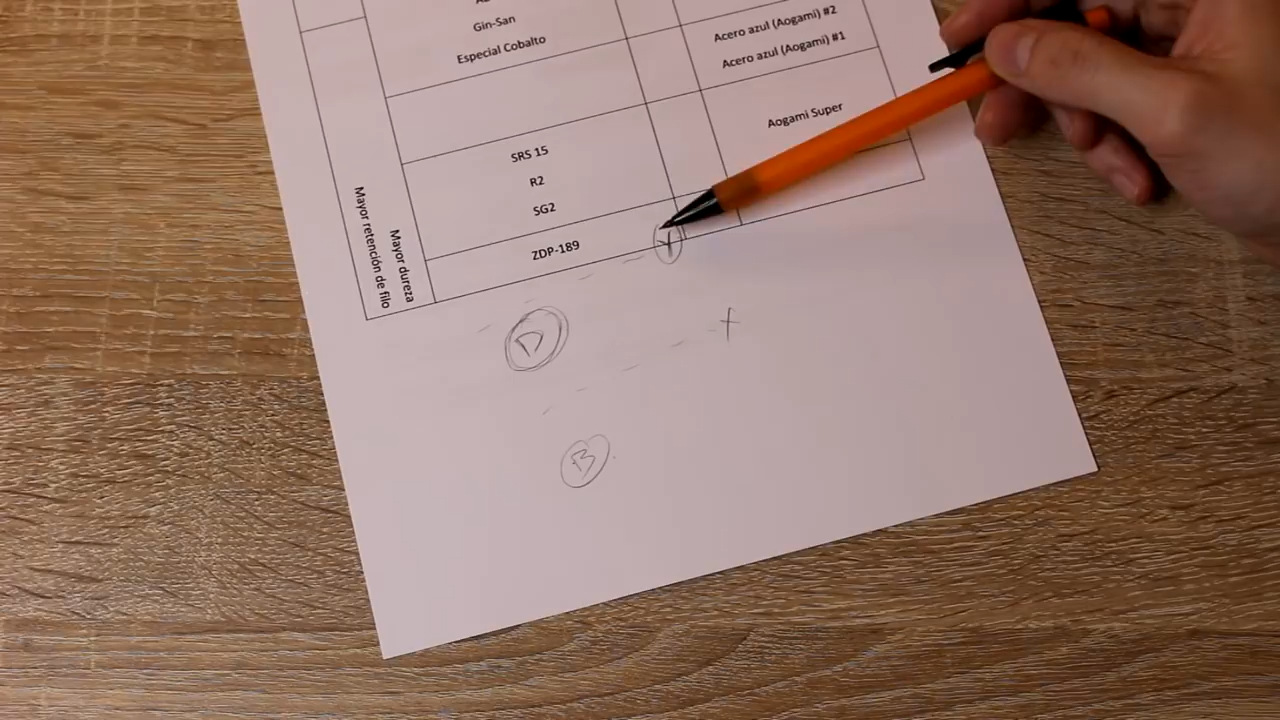 Gin-San
Especial Cobalto
Acero azul (Aogami) #2
Acero azul (Aogami) #1
Aogami Super
SRS 15
R2
SG2
ZDP-189
Mayor retención de filo
Mayor dureza
D
B